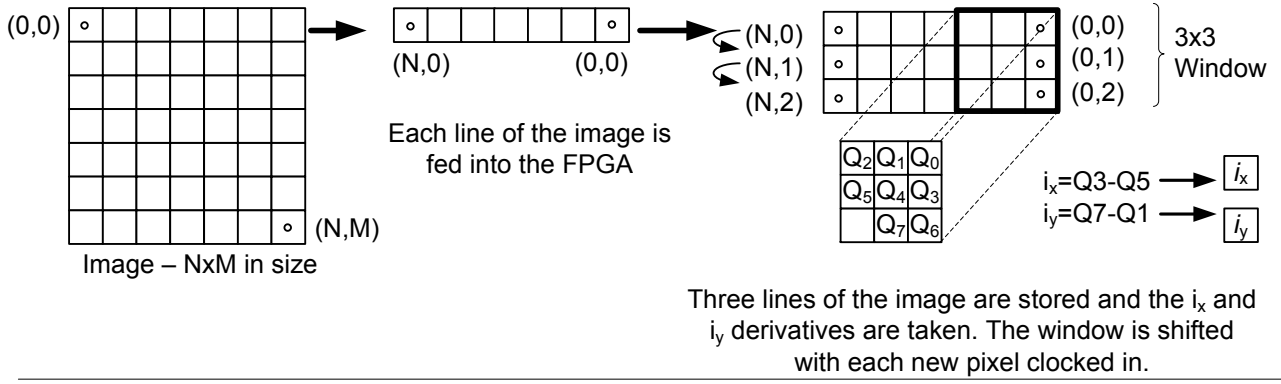 (0,0)
(N,M)
Image – NxM in size
(N,0) (0,0)
Each line of the image is
fed into the FPGA
(N,0) (0,0)
(N,1) (0,1)
(N,2) (0,2)
3x3
Window
Q2 Q1 Q0
Q5 Q4 Q3
Q7 Q6
ix=Q3-Q5 ix
iy=Q7-Q1 iy
Three lines of the image are stored and the ix and
iy derivatives are taken. The window is shifted
with each new pixel clocked in.